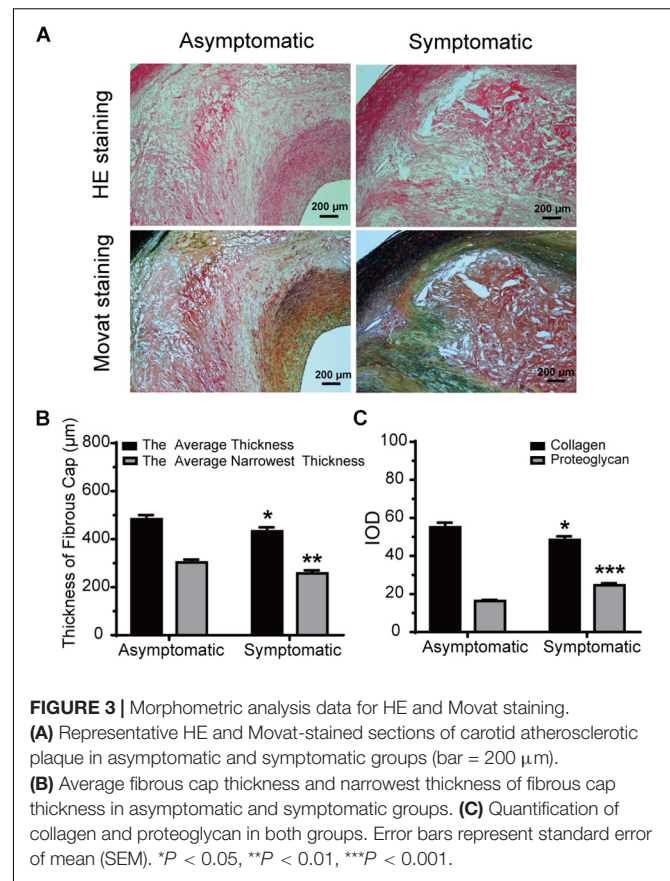 A
Asymptomatic Symptomatic
HE staining
200 µm 200 µm
Movat staining
200 µm 200 µm
B
Thickness of Fibrous Cap (µm)
800
600
400
200
0
The Average Thickness
The Average Narrowest Thickness
* **
Asymptomatic Symptomatic
C
IOD
100
80
60
40
20
0
Collagen
Proteoglycan
* ***
Asymptomatic Symptomatic
FIGURE 3 | Morphometric analysis data for HE and Movat staining.
(A) Representative HE and Movat-stained sections of carotid atherosclerotic
plaque in asymptomatic and symptomatic groups (bar = 200 µm).
(B) Average fibrous cap thickness and narrowest thickness of fibrous cap
thickness in asymptomatic and symptomatic groups. (C) Quantification of
collagen and proteoglycan in both groups. Error bars represent standard error
of mean (SEM). *P < 0.05, **P < 0.01, ***P < 0.001.